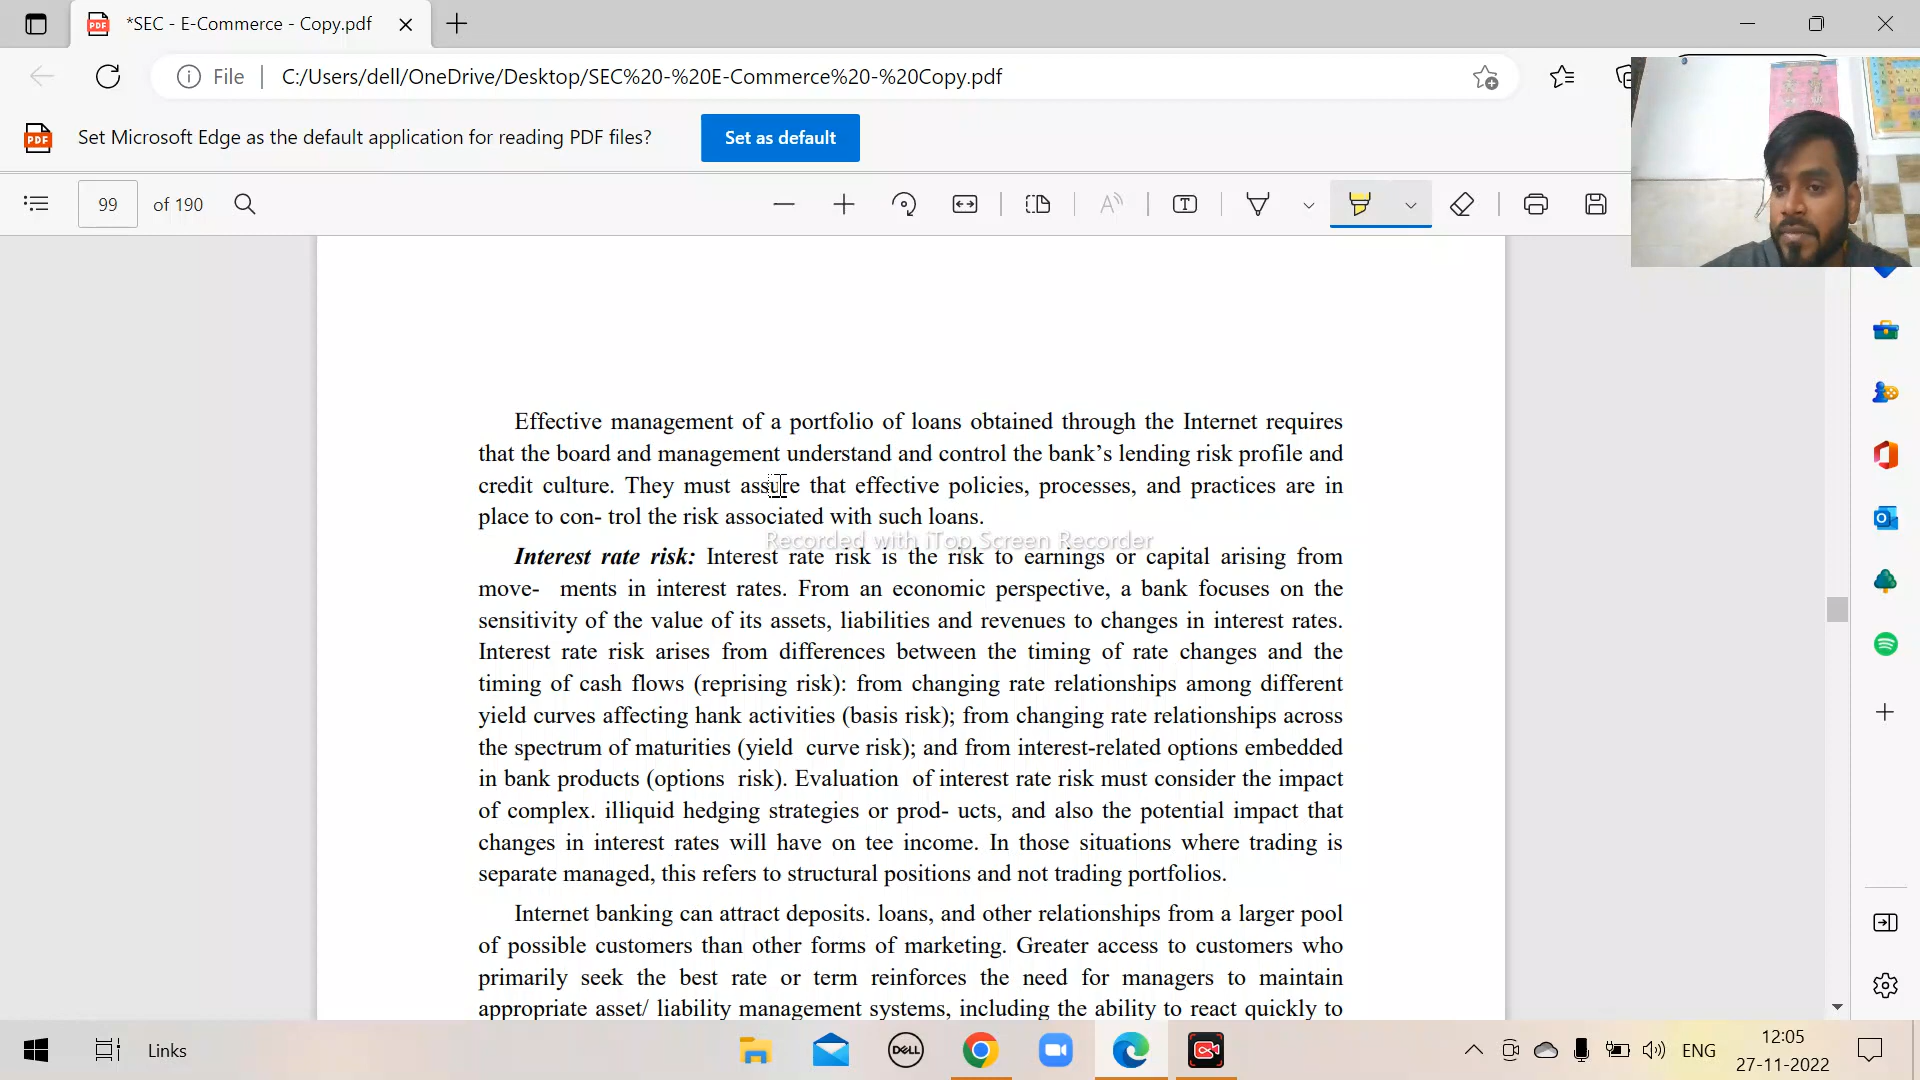 *SEC - E-Commerce - Copy.pdf
File
C:/Users/dell/OneDrive/Desktop/SEC%20-%20E-Commerce%20-%20Copy.pdf
Set Microsoft Edge as the default application for reading PDF files?
Set as default
99 of 190
Effective management of a portfolio of loans obtained through the Internet requires
that the board and management understand and control the bank's lending risk profile and
credit culture. They must assure that effective policies, processes, and practices are in
place to con- trol the risk associated with such loans.
Recorded with iTop Screen Recorder
Interest rate risk: Interest rate risk is the risk to earnings or capital arising from
move- ments in interest rates. From an economic perspective, a bank focuses on the
sensitivity of the value of its assets, liabilities and revenues to changes in interest rates.
Interest rate risk arises from differences between the timing of rate changes and the
timing of cash flows (reprising risk): from changing rate relationships among different
yield curves affecting hank activities (basis risk); from changing rate relationships across
the spectrum of maturities (yield curve risk); and from interest-related options embedded
in bank products (options risk). Evaluation of interest rate risk must consider the impact
of complex. illiquid hedging strategies or prod- ucts, and also the potential impact that
changes in interest rates will have on tee income. In those situations where trading is
separate managed, this refers to structural positions and not trading portfolios.
Internet banking can attract deposits. loans, and other relationships from a larger pool
of possible customers than other forms of marketing. Greater access to customers who
primarily seek the best rate or term reinforces the need for managers to maintain
appropriate asset/ liability management systems, including the ability to react quickly to
Links
DELL
ENG
12:05
27-11-2022